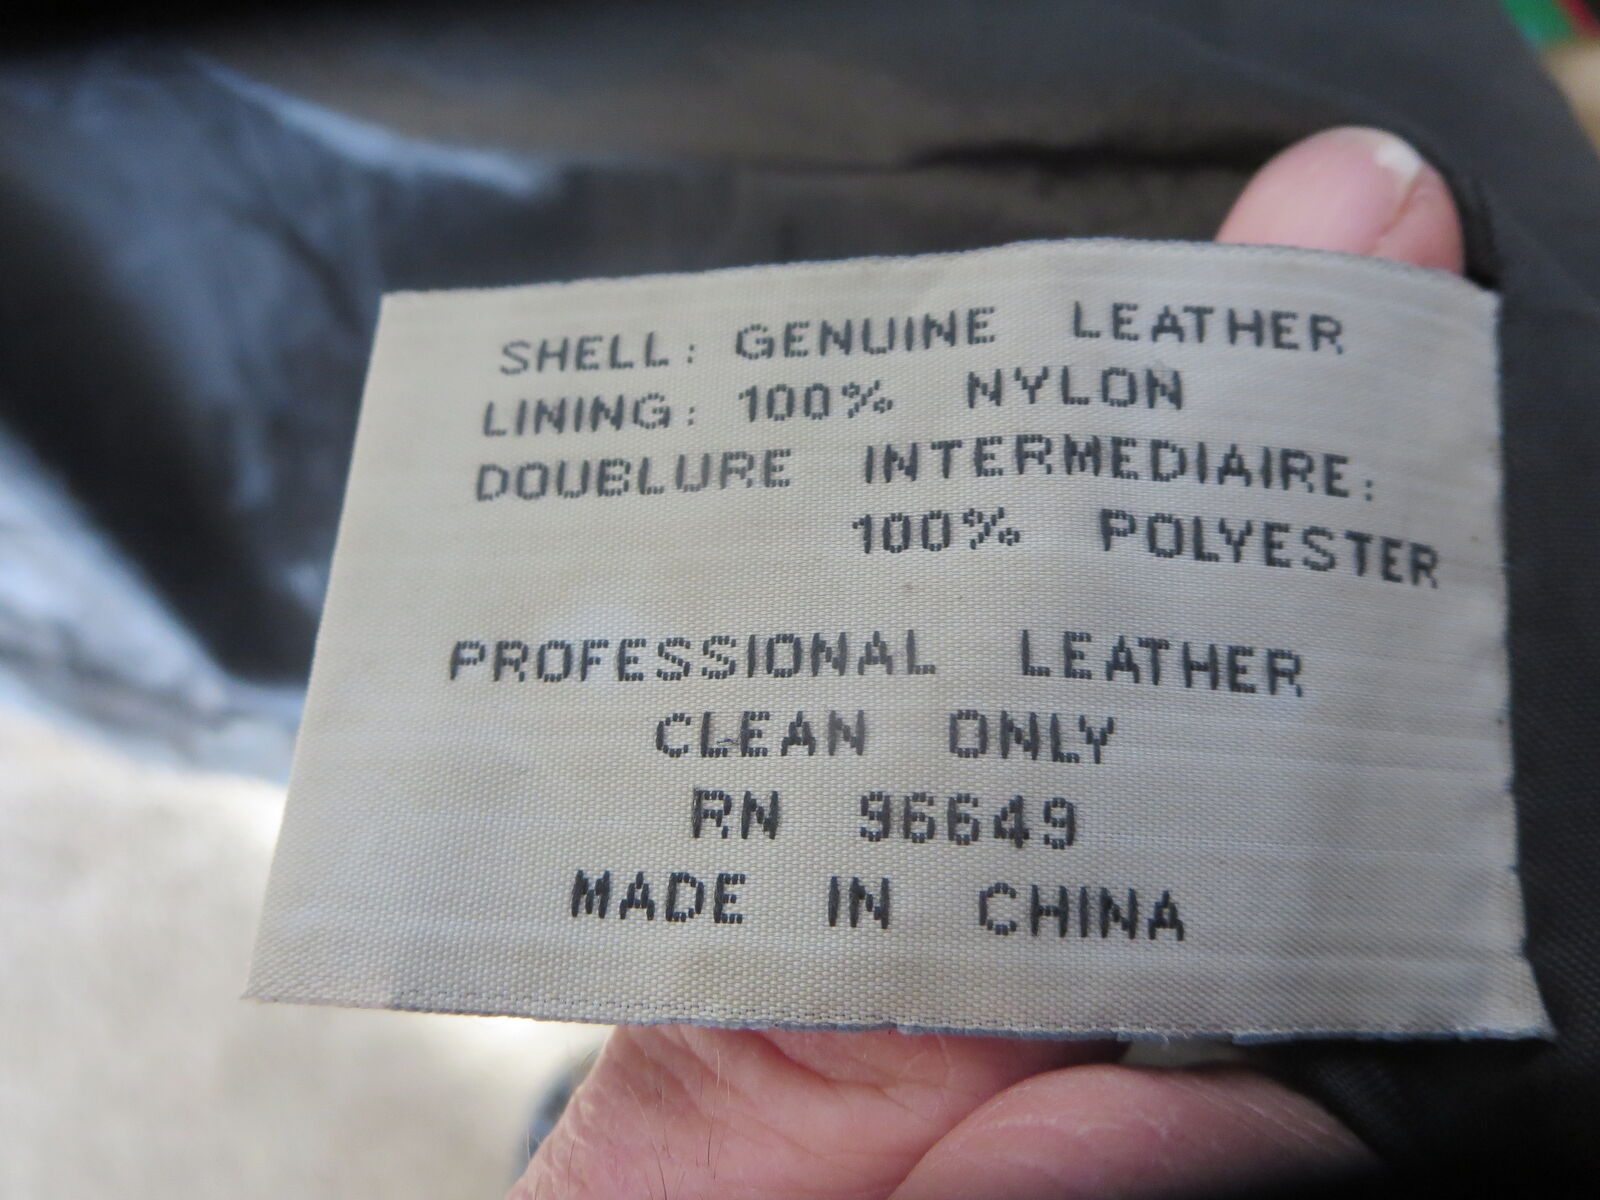 SHELL: GENUINE LEATHER
LINING: 100% NYLON
DOUBLURE INTERMEDIAIRE:
100% POLYESTER
PROFESSIONAL LEATHER
CLEAN ONLY
RN 96649
MADE IN CHINA